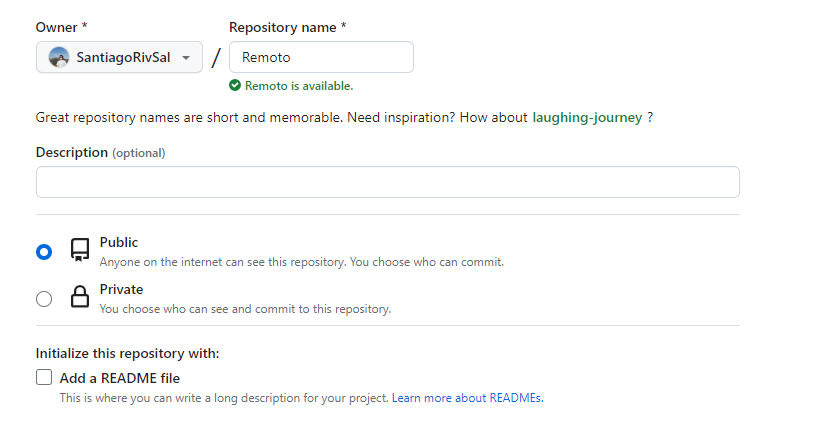 Owner *
Repository name *
SantiagoRivSal
/
Remoto
Remoto is available.
Great repository names are short and memorable. Need inspiration? How about laughing-journey ?
Description (optional)
Public
Anyone on the internet can see this repository. You choose who can commit.
Private
You choose who can see and commit to this repository.
Initialize this repository with:
Add a README file
This is where you can write a long description for your project. Learn more about READMEs.